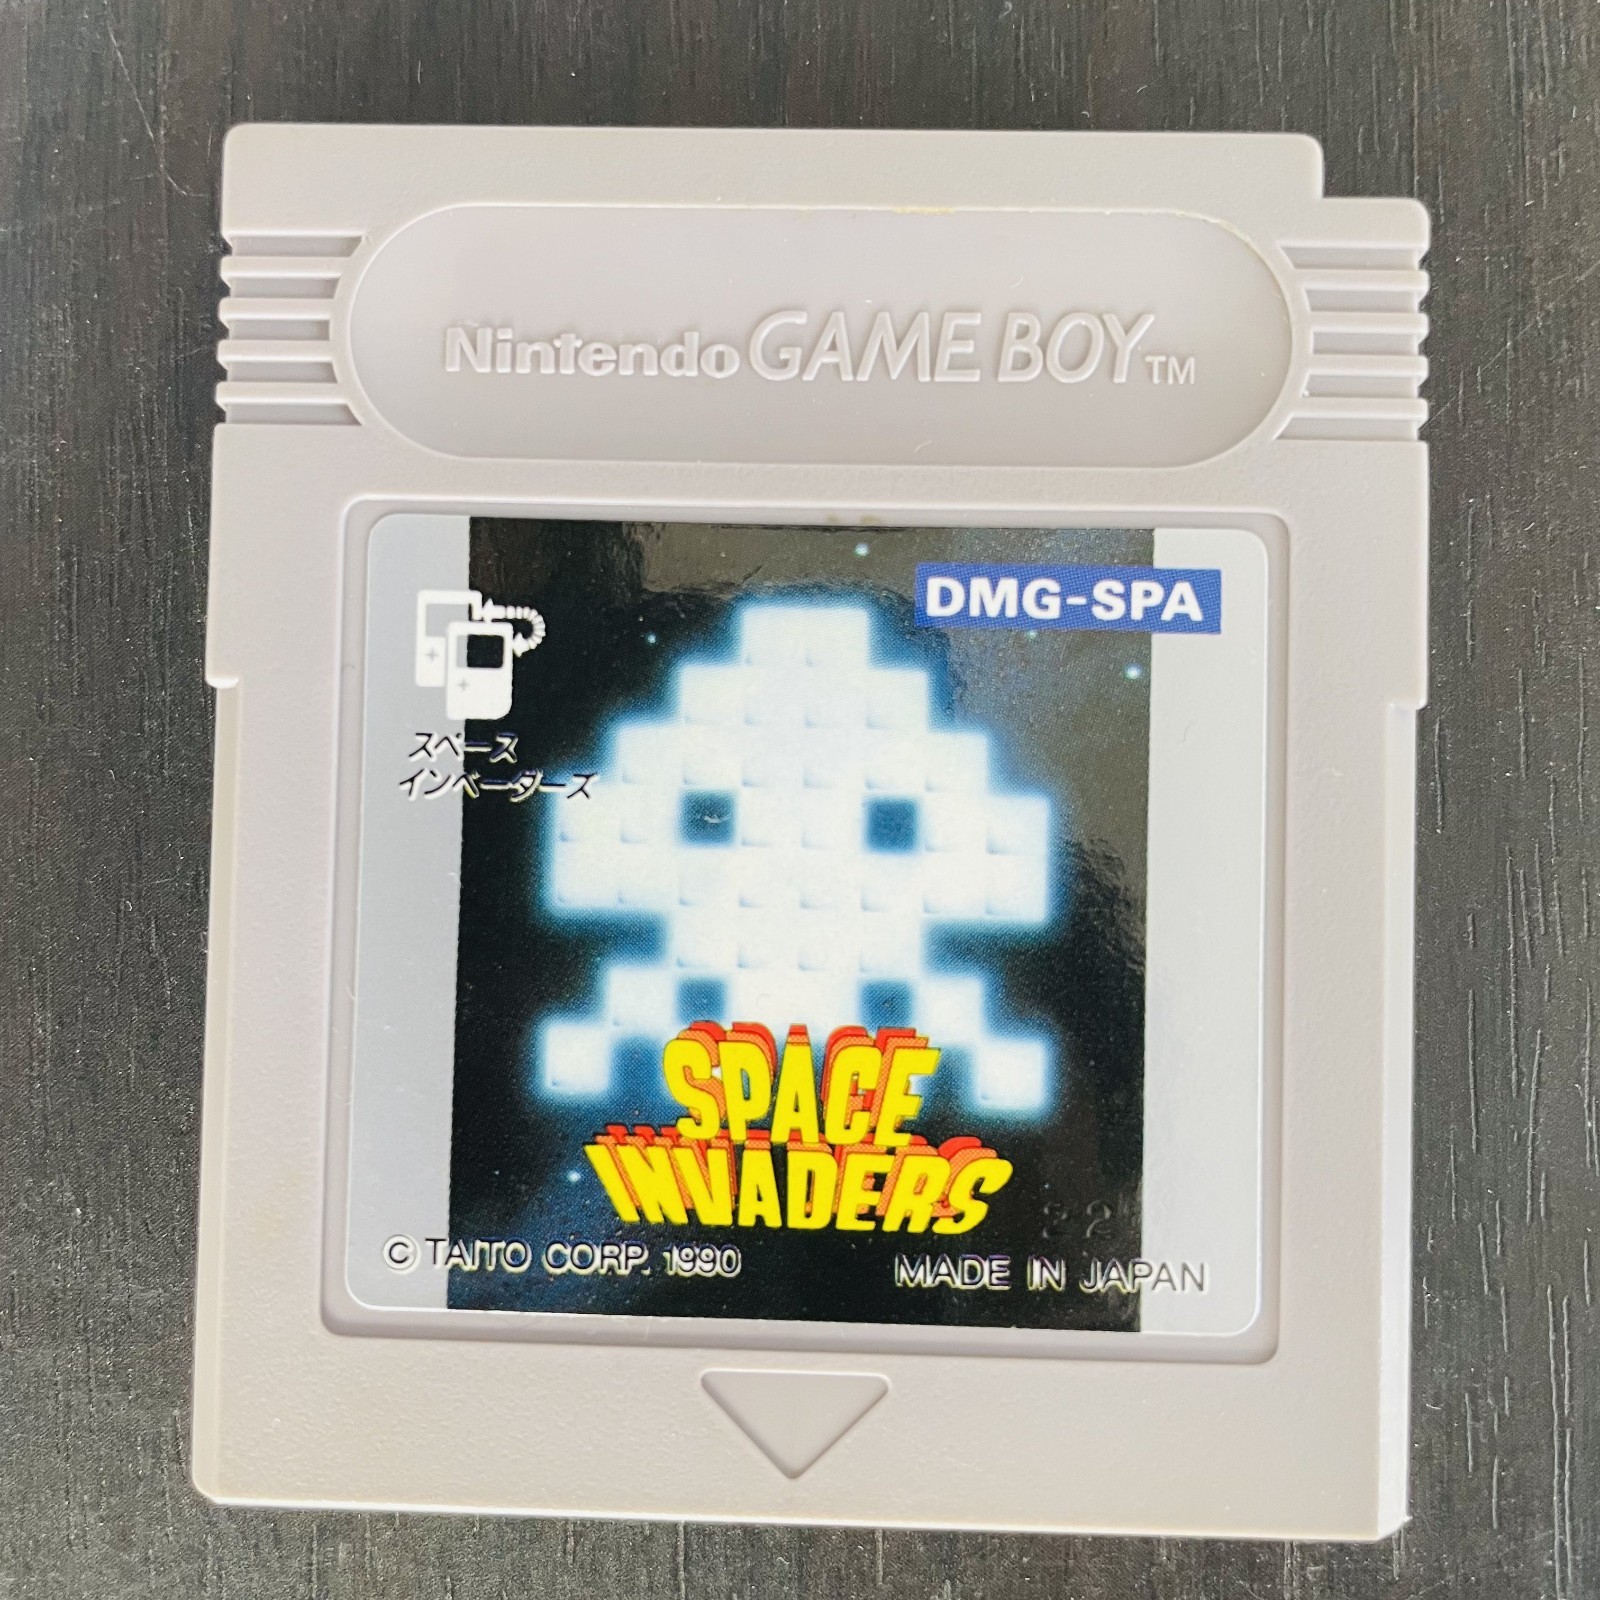 Nintendo GAME BOY TM
DMG-SPA
スペース
インベーダーズ
SPACE
INVADERS
© TAITO CORP. 1990
MADE IN JAPAN